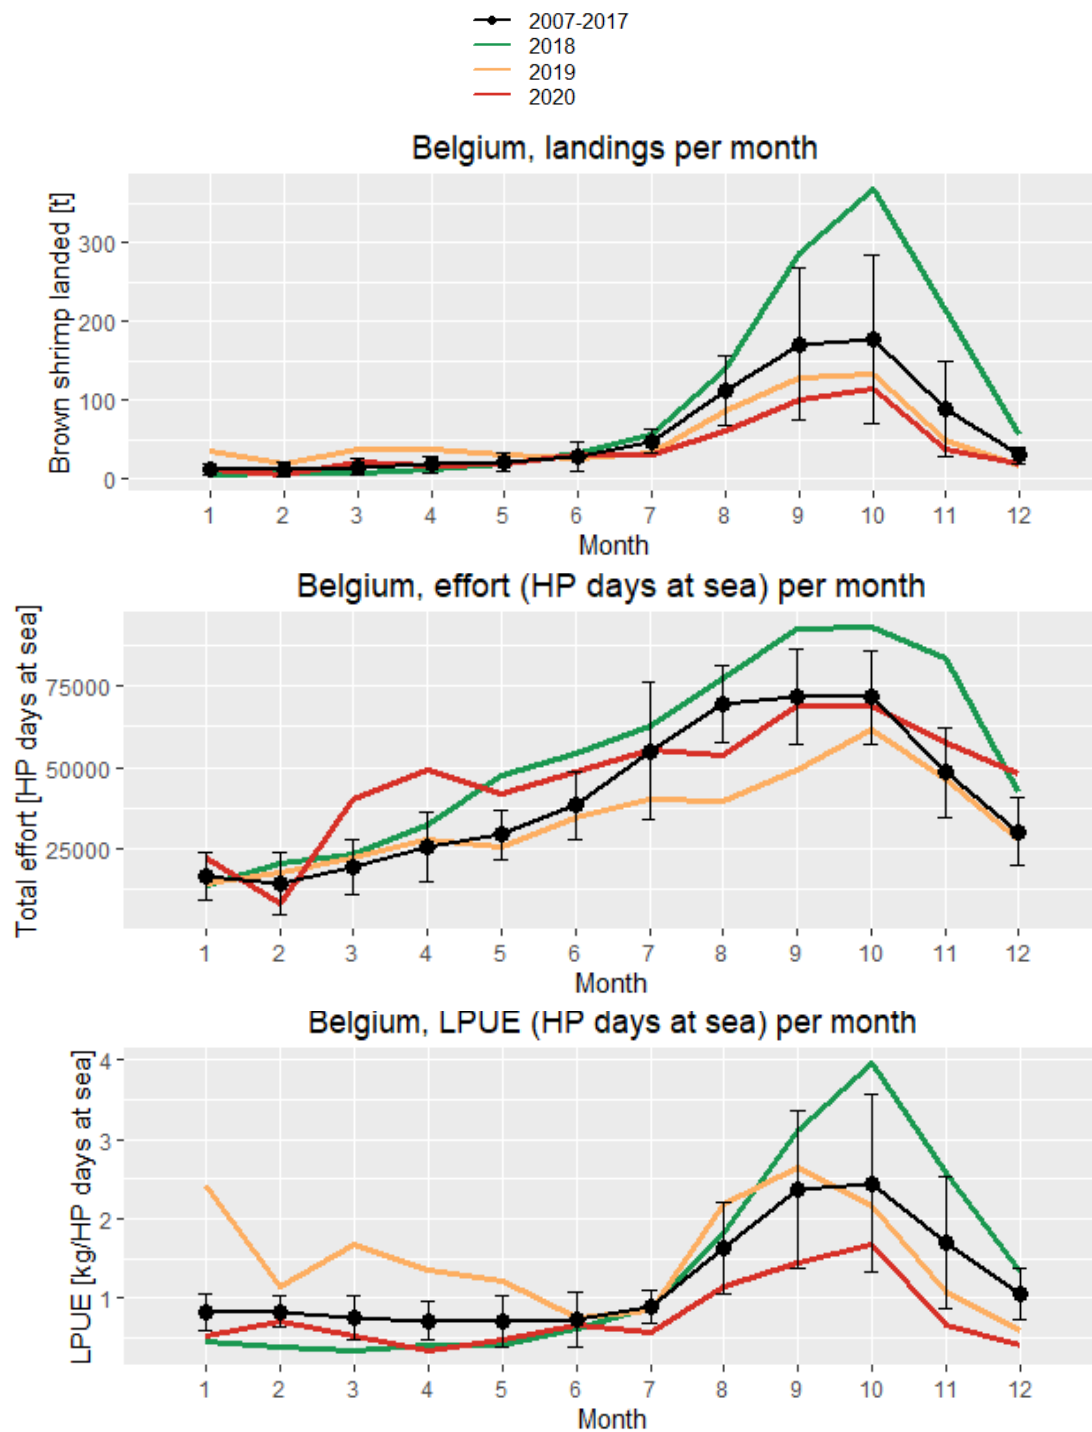 2007-2017
2018
2019
2020
Belgium, landings per month
Brown shrimp landed [t]
300
200
100
0
1 2 3 4 5 6 7 8 9 10 11 12
Month
Belgium, effort (HP days at sea) per month
Total effort [HP days at sea]
75000
50000
25000
1 2 3 4 5 6 7 8 9 10 11 12
Month
Belgium, LPUE (HP days at sea) per month
LPUE [kg/HP days at sea]
4
3
2
1
1 2 3 4 5 6 7 8 9 10 11 12
Month